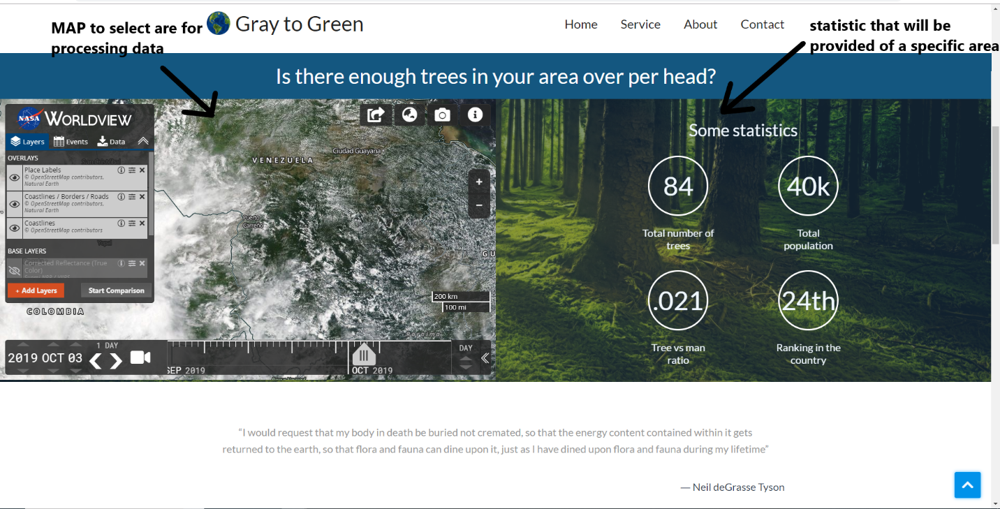 MAP to select are for
processing data
Gray to Green
Home Service About Contact
statistic that will be
provided of a specific area
Is there enough trees in your area over per head?
NASA WORLDVIEW
Layers Events Data
OVERLAYS
Place Labels
© OpenStreetMap contributors,
Natural Earth
Coastlines / Borders / Roads
© OpenStreetMap contributors,
Natural Earth
Coastlines
© OpenStreetMap contributors
BASE LAYERS
Corrected Reflectance (True
Color)
+ Add Layers Start Comparison
VENEZUELA
Ciudad Guayana
Puerto
Carreño
G U
COLOMBIA
Roraima
+
−
200 km
100 mi
2019 OCT 03
1 DAY
SEP 2019
OCT 2019
DAY
Some statistics
84
40k
Total number of
trees
Total
population
.021
24th
Tree vs man
ratio
Ranking in the
country
“I would request that my body in death be buried not cremated, so that the energy content contained within it gets
returned to the earth, so that flora and fauna can dine upon it, just as I have dined upon flora and fauna during my lifetime”
— Neil deGrasse Tyson